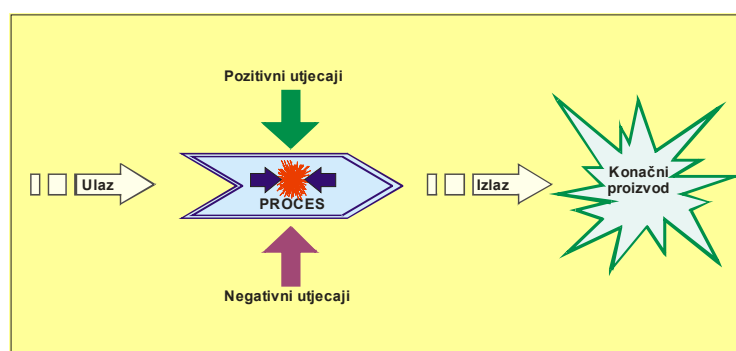 Pozitivni utjecaji
Ulaz
PROCES
Izlaz
Konačni
proizvod
Negativni utjecaji